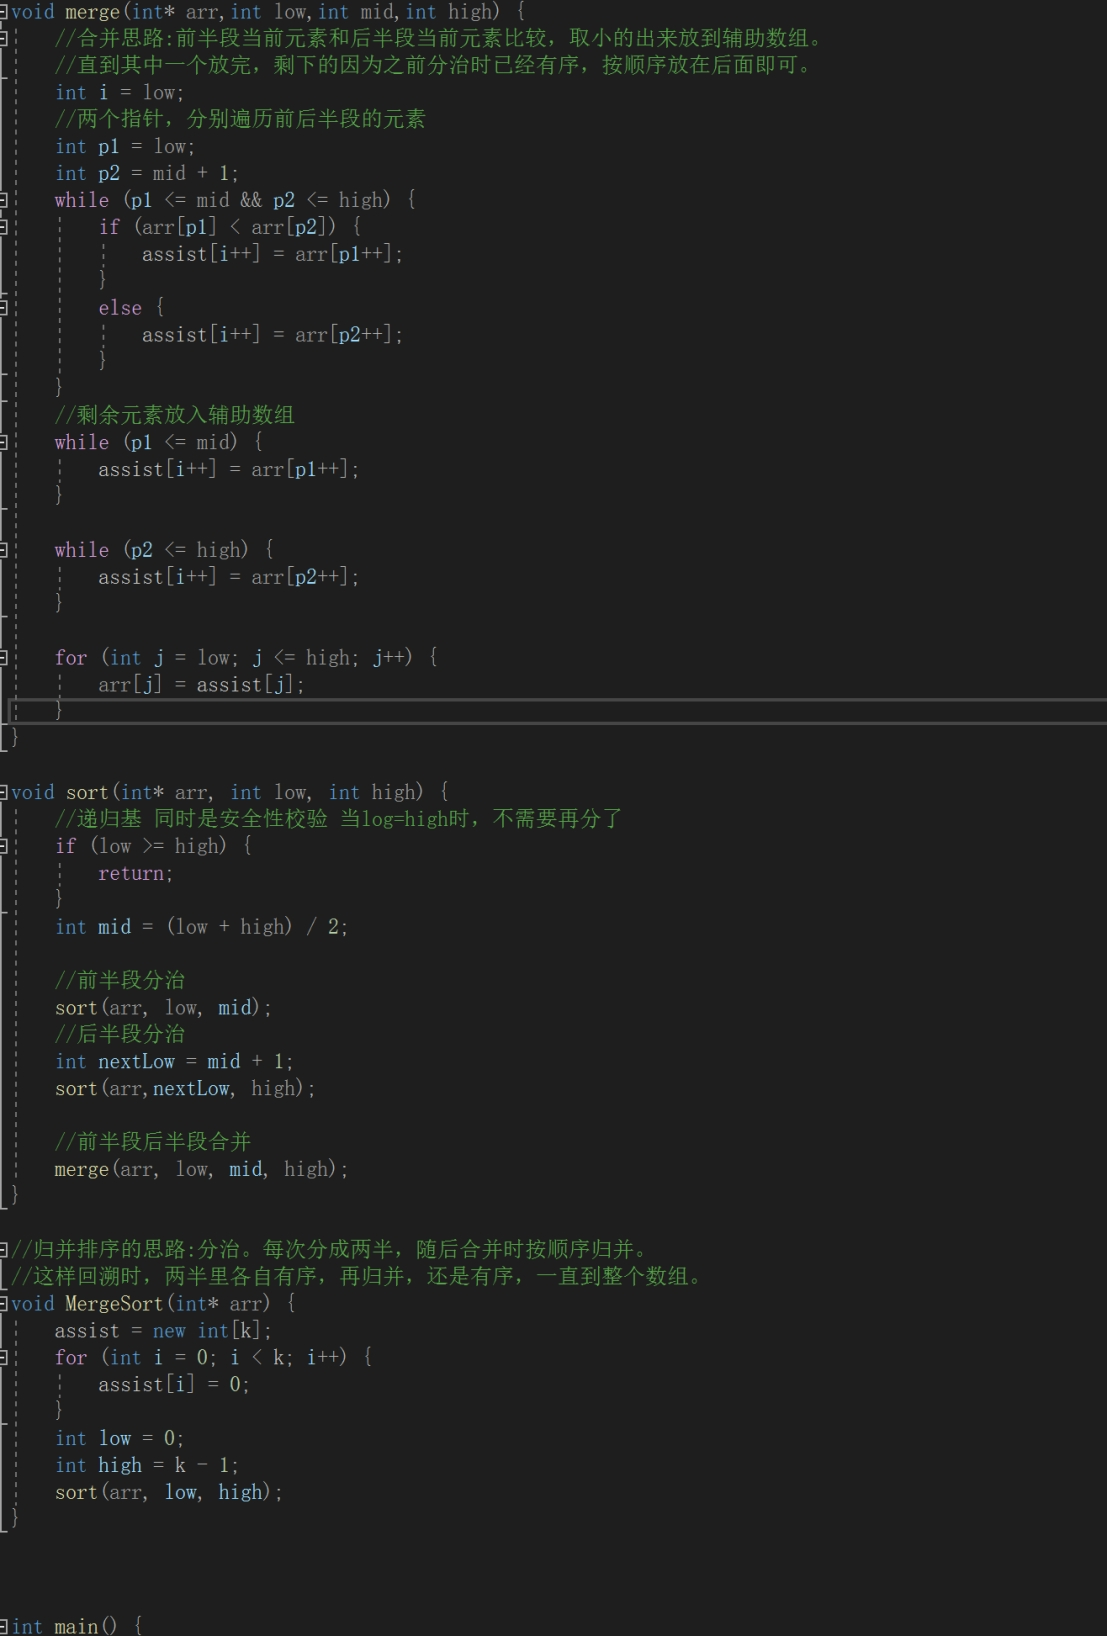 void merge(int* arr,int low,int mid,int high) {
//合并思路:前半段当前元素和后半段当前元素比较，取小的出来放到辅助数组。
//直到其中一个放完，剩下的因为之前分治时已经有序，按顺序放在后面即可。
int i = low;
//两个指针，分别遍历前后半段的元素
int p1 = low;
int p2 = mid + 1;
while (p1 <= mid && p2 <= high) {
if (arr[p1] < arr[p2]) {
assist[i++] = arr[p1++];
}
else {
assist[i++] = arr[p2++];
}
}
//剩余元素放入辅助数组
while (p1 <= mid) {
assist[i++] = arr[p1++];
}
while (p2 <= high) {
assist[i++] = arr[p2++];
}
for (int j = low; j <= high; j++) {
arr[j] = assist[j];
}
}
void sort(int* arr, int low, int high) {
//递归基 同时是安全性校验 当log=high时，不需要再分了
if (low >= high) {
return;
}
int mid = (low + high) / 2;
//前半段分治
sort(arr, low, mid);
//后半段分治
int nextLow = mid + 1;
sort(arr,nextLow, high);
//前半段后半段合并
merge(arr, low, mid, high);
}
//归并排序的思路:分治。每次分成两半，随后合并时按顺序归并。
//这样回溯时，两半里各自有序，再归并，还是有序，一直到整个数组。
void MergeSort(int* arr) {
assist = new int[k];
for (int i = 0; i < k; i++) {
assist[i] = 0;
}
int low = 0;
int high = k - 1;
sort(arr, low, high);
}
int main() {